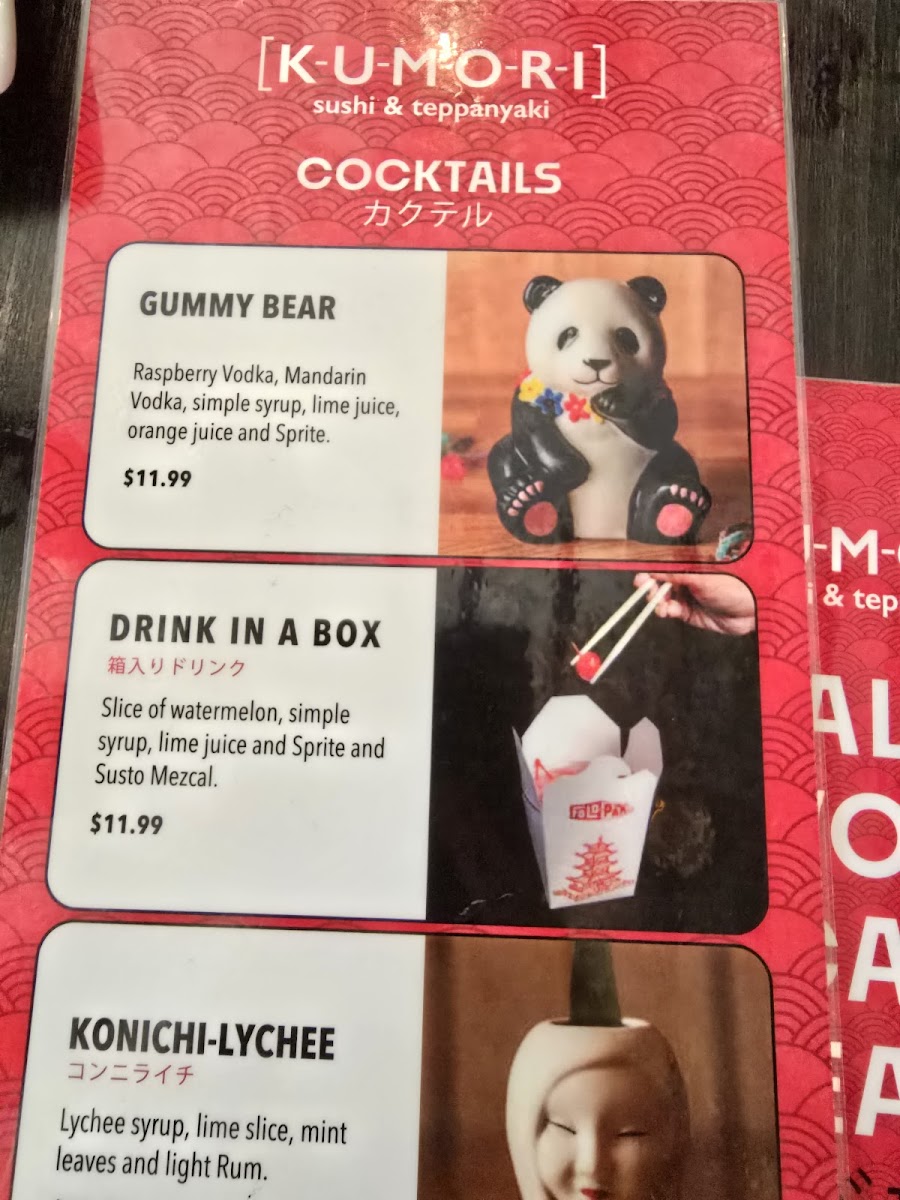 [K-U-M-O-R-I]
sushi & teppanyaki
COCKTAILS
カクテル
GUMMY BEAR
Raspberry Vodka, Mandarin
Vodka, simple syrup, lime juice,
orange juice and Sprite.
$11.99
DRINK IN A BOX
箱入りドリンク
Slice of watermelon, simple
syrup, lime juice and Sprite and
Susto Mezcal.
$11.99
FOLD PAK
KONICHI-LYCHEE
コンニライチ
Lychee syrup, lime slice, mint
leaves and light Rum.
-M-
& tep
AL
O
A
A